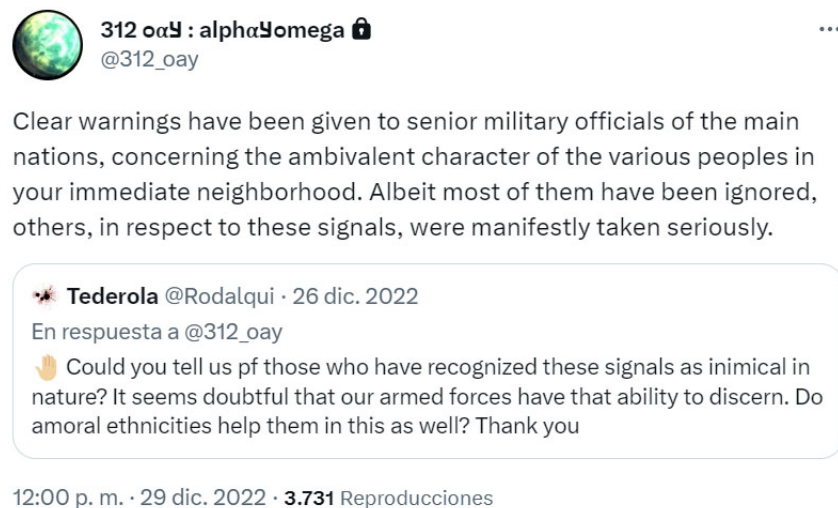 312 oαY : alphαYomega
@312_oay
Clear warnings have been given to senior military officials of the main
nations, concerning the ambivalent character of the various peoples in
your immediate neighborhood. Albeit most of them have been ignored,
others, in respect to these signals, were manifestly taken seriously.
Tederola @Rodalqui · 26 dic. 2022
En respuesta a @312_oay
🤚🏼 Could you tell us pf those who have recognized these signals as inimical in
nature? It seems doubtful that our armed forces have that ability to discern. Do
amoral ethnicities help them in this as well? Thank you
12:00 p. m. · 29 dic. 2022 · 3.731 Reproducciones